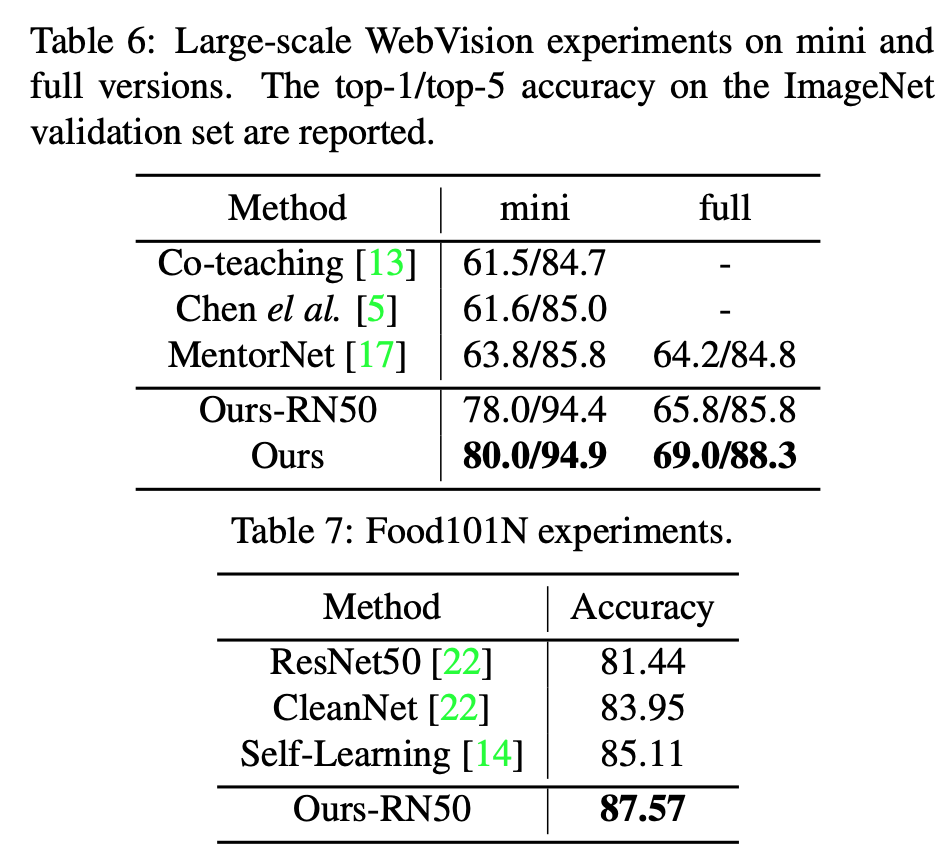 Table 6: Large-scale WebVision experiments on mini and
full versions. The top-1/top-5 accuracy on the ImageNet
validation set are reported.
Method mini full
Co-teaching [13] 61.5/84.7 -
Chen el al. [5] 61.6/85.0 -
MentorNet [17] 63.8/85.8 64.2/84.8
Ours-RN50 78.0/94.4 65.8/85.8
Ours 80.0/94.9 69.0/88.3
Table 7: Food101N experiments.
Method Accuracy
ResNet50 [22] 81.44
CleanNet [22] 83.95
Self-Learning [14] 85.11
Ours-RN50 87.57